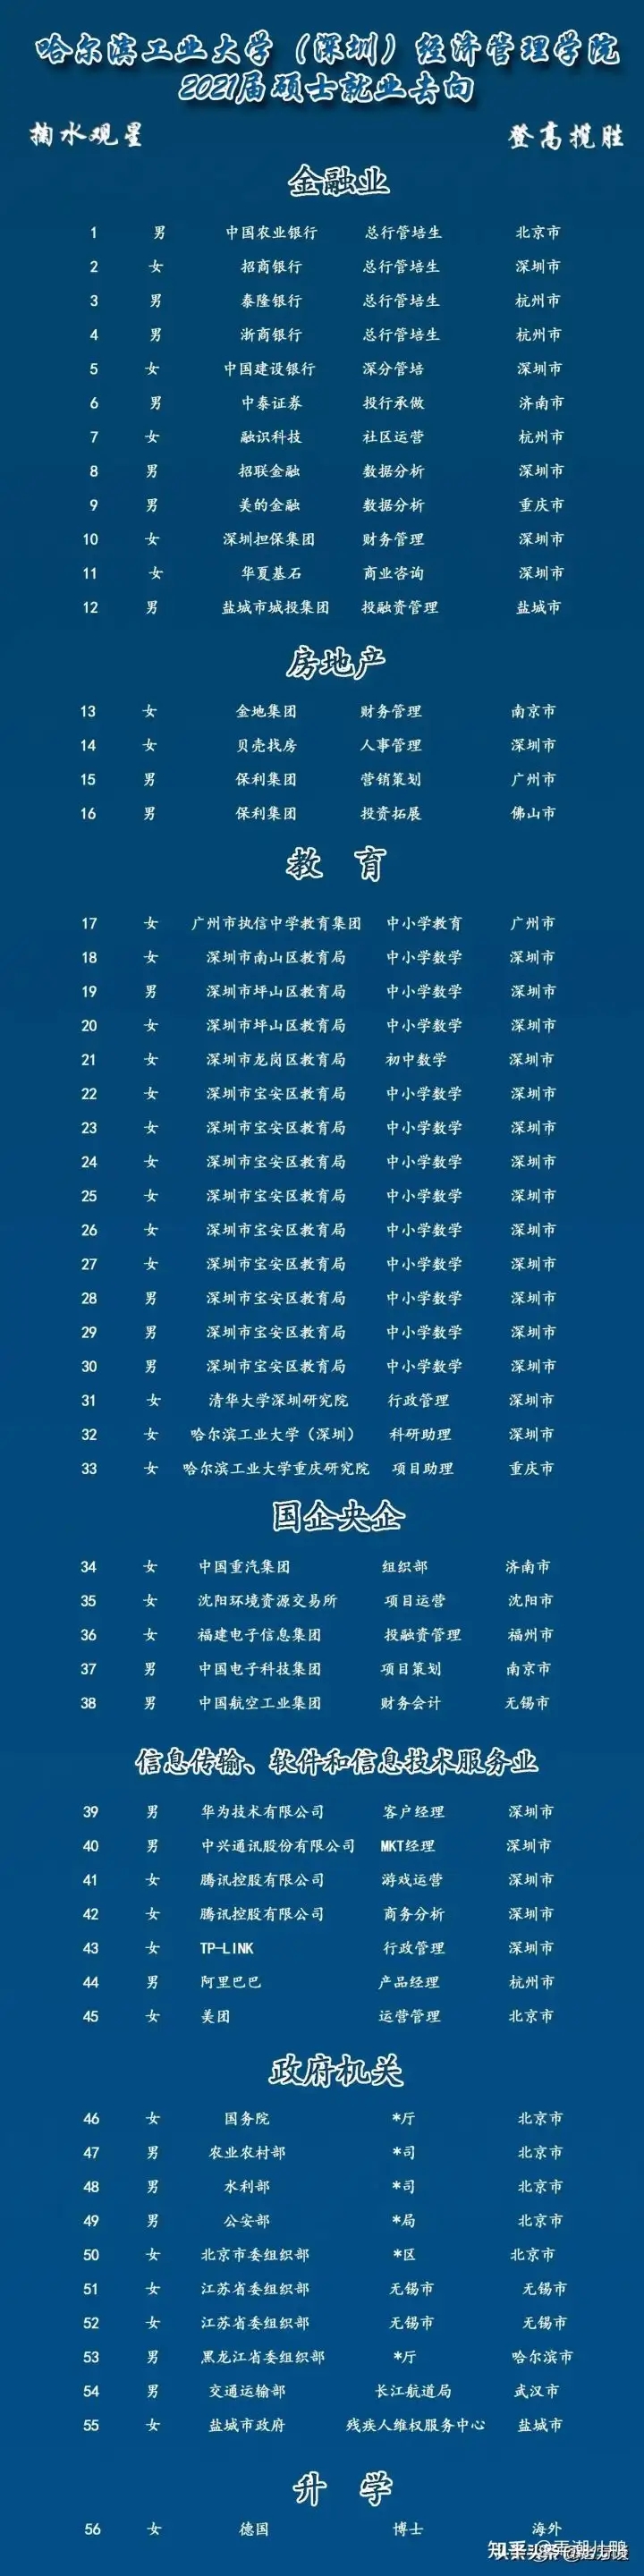 哈尔滨工业大学（深圳）经济管理学院
2021届硕士就业去向
掬水观星 登高揽胜
金融业
1 男 中国农业银行 总行管培生 北京市
2 女 招商银行 总行管培生 深圳市
3 男 泰隆银行 总行管培生 杭州市
4 男 浙商银行 总行管培生 杭州市
5 女 中国建设银行 深分管培 深圳市
6 男 中泰证券 投行承做 济南市
7 女 融识科技 社区运营 杭州市
8 男 招联金融 数据分析 深圳市
9 男 美的金融 数据分析 重庆市
10 女 深圳担保集团 财务管理 深圳市
11 女 华夏基石 商业咨询 深圳市
12 男 盐城市城投集团 投融资管理 盐城市
房地产
13 女 金地集团 财务管理 南京市
14 女 贝壳找房 人事管理 深圳市
15 男 保利集团 营销策划 广州市
16 男 保利集团 投资拓展 佛山市
教 育
17 女 广州市执信中学教育集团 中小学教育 广州市
18 女 深圳市南山区教育局 中小学数学 深圳市
19 男 深圳市坪山区教育局 中小学数学 深圳市
20 女 深圳市坪山区教育局 中小学数学 深圳市
21 女 深圳市龙岗区教育局 初中数学 深圳市
22 女 深圳市宝安区教育局 中小学数学 深圳市
23 女 深圳市宝安区教育局 中小学数学 深圳市
24 女 深圳市宝安区教育局 中小学数学 深圳市
25 女 深圳市宝安区教育局 中小学数学 深圳市
26 女 深圳市宝安区教育局 中小学数学 深圳市
27 女 深圳市宝安区教育局 中小学数学 深圳市
28 男 深圳市宝安区教育局 中小学数学 深圳市
29 男 深圳市宝安区教育局 中小学数学 深圳市
30 男 深圳市宝安区教育局 中小学数学 深圳市
31 女 清华大学深圳研究院 行政管理 深圳市
32 女 哈尔滨工业大学（深圳） 科研助理 深圳市
33 女 哈尔滨工业大学重庆研究院 项目助理 重庆市
国企央企
34 女 中国重汽集团 组织部 济南市
35 女 沈阳环境资源交易所 项目运营 沈阳市
36 女 福建电子信息集团 投融资管理 福州市
37 男 中国电子科技集团 项目策划 南京市
38 男 中国航空工业集团 财务会计 无锡市
信息传输、软件和信息技术服务业
39 男 华为技术有限公司 客户经理 深圳市
40 男 中兴通讯股份有限公司 MKT经理 深圳市
41 女 腾讯控股有限公司 游戏运营 深圳市
42 女 腾讯控股有限公司 商务分析 深圳市
43 女 TP-LINK 行政管理 深圳市
44 男 阿里巴巴 产品经理 杭州市
45 女 美团 运营管理 北京市
政府机关
46 女 国务院 *厅 北京市
47 男 农业农村部 *司 北京市
48 男 水利部 *司 北京市
49 男 公安部 *局 北京市
50 女 北京市委组织部 *区 北京市
51 女 江苏省委组织部 无锡市 无锡市
52 女 江苏省委组织部 无锡市 无锡市
53 男 黑龙江省委组织部 *厅 哈尔滨市
54 男 交通运输部 长江航道局 武汉市
55 女 盐城市政府 残疾人维权服务中心 盐城市
升 学
56 女 德国 博士 海外